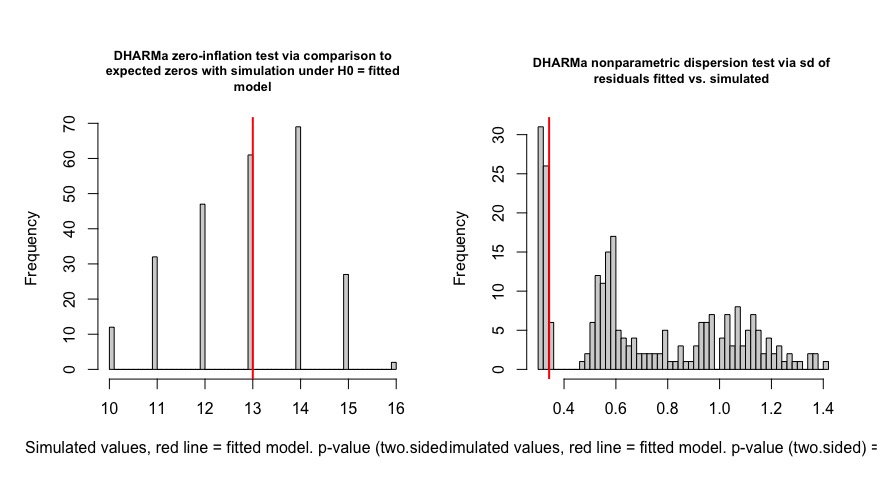 DHARMa zero-inflation test via comparison to
expected zeros with simulation under H0 = fitted
model
Frequency
70
60
50
40
30
20
10
0
10 11 12 13 14 15 16
Simulated values, red line = fitted model. p-value (two.sided
DHARMa nonparametric dispersion test via sd of
residuals fitted vs. simulated
Frequency
30
25
20
15
10
5
0
0.4 0.6 0.8 1.0 1.2 1.4
imulated values, red line = fitted model. p-value (two.sided) =